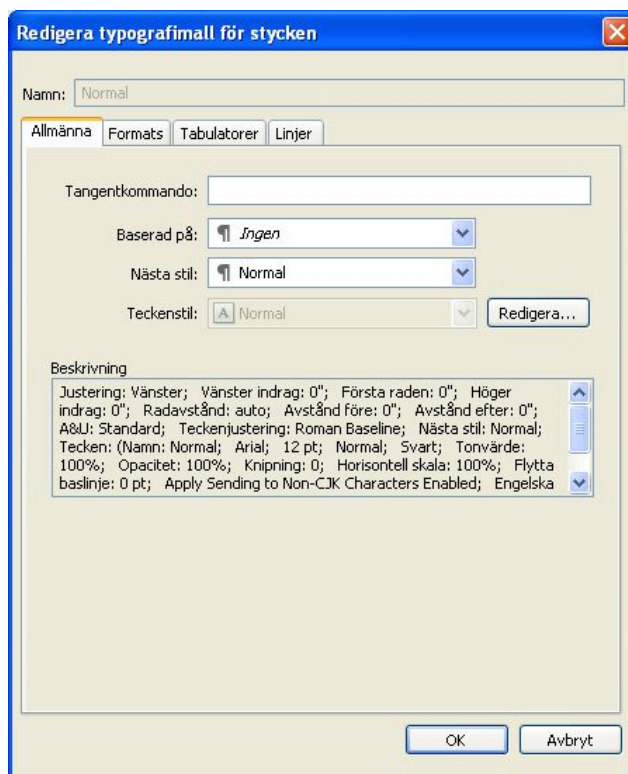 Redigera typografimall för stycken
Namn: Normal
Allmänna Formats Tabulatorer Linjer
Tangentkommando:
Baserad på: ¶ Ingen
Nästa stil: ¶ Normal
Teckenstil: A Normal Redigera...
Beskrivning
Justering: Vänster; Vänster indrag: 0"; Första raden: 0"; Höger
indrag: 0"; Radavstånd: auto; Avstånd före: 0"; Avstånd efter: 0";
A&U: Standard; Teckenjustering: Roman Baseline; Nästa stil: Normal;
Tecken: (Namn: Normal; Arial; 12 pt; Normal; Svart; Tonvärde:
100%; Opacitet: 100%; Knipning: 0; Horisontell skala: 100%; Flytta
baslinje: 0 pt; Apply Sending to Non-CJK Characters Enabled; Engelska
OK Avbryt